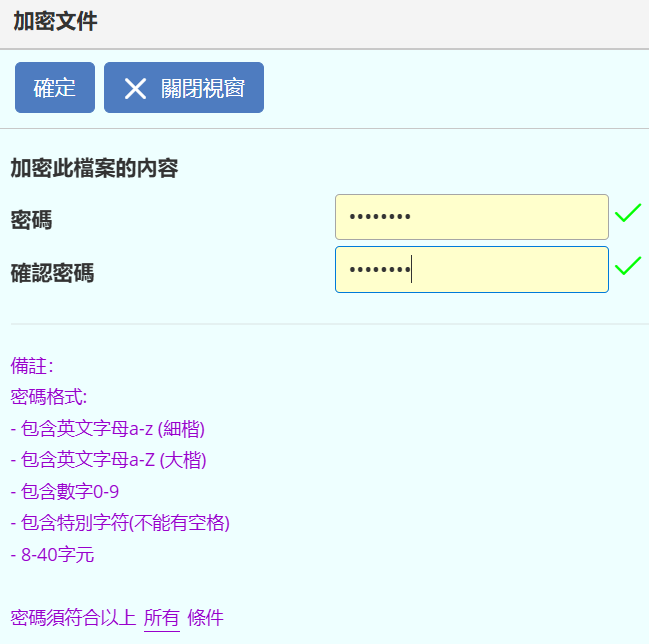 加密文件
確定
關閉視窗
加密此檔案的内容
密碼
••••••••
確認密碼
••••••••
備註:
密碼格式:
- 包含英文字母a-z (細楷)
- 包含英文字母a-Z (大楷)
- 包含數字0-9
- 包含特別字符(不能有空格)
- 8-40字元
密碼須符合以上 所有 條件